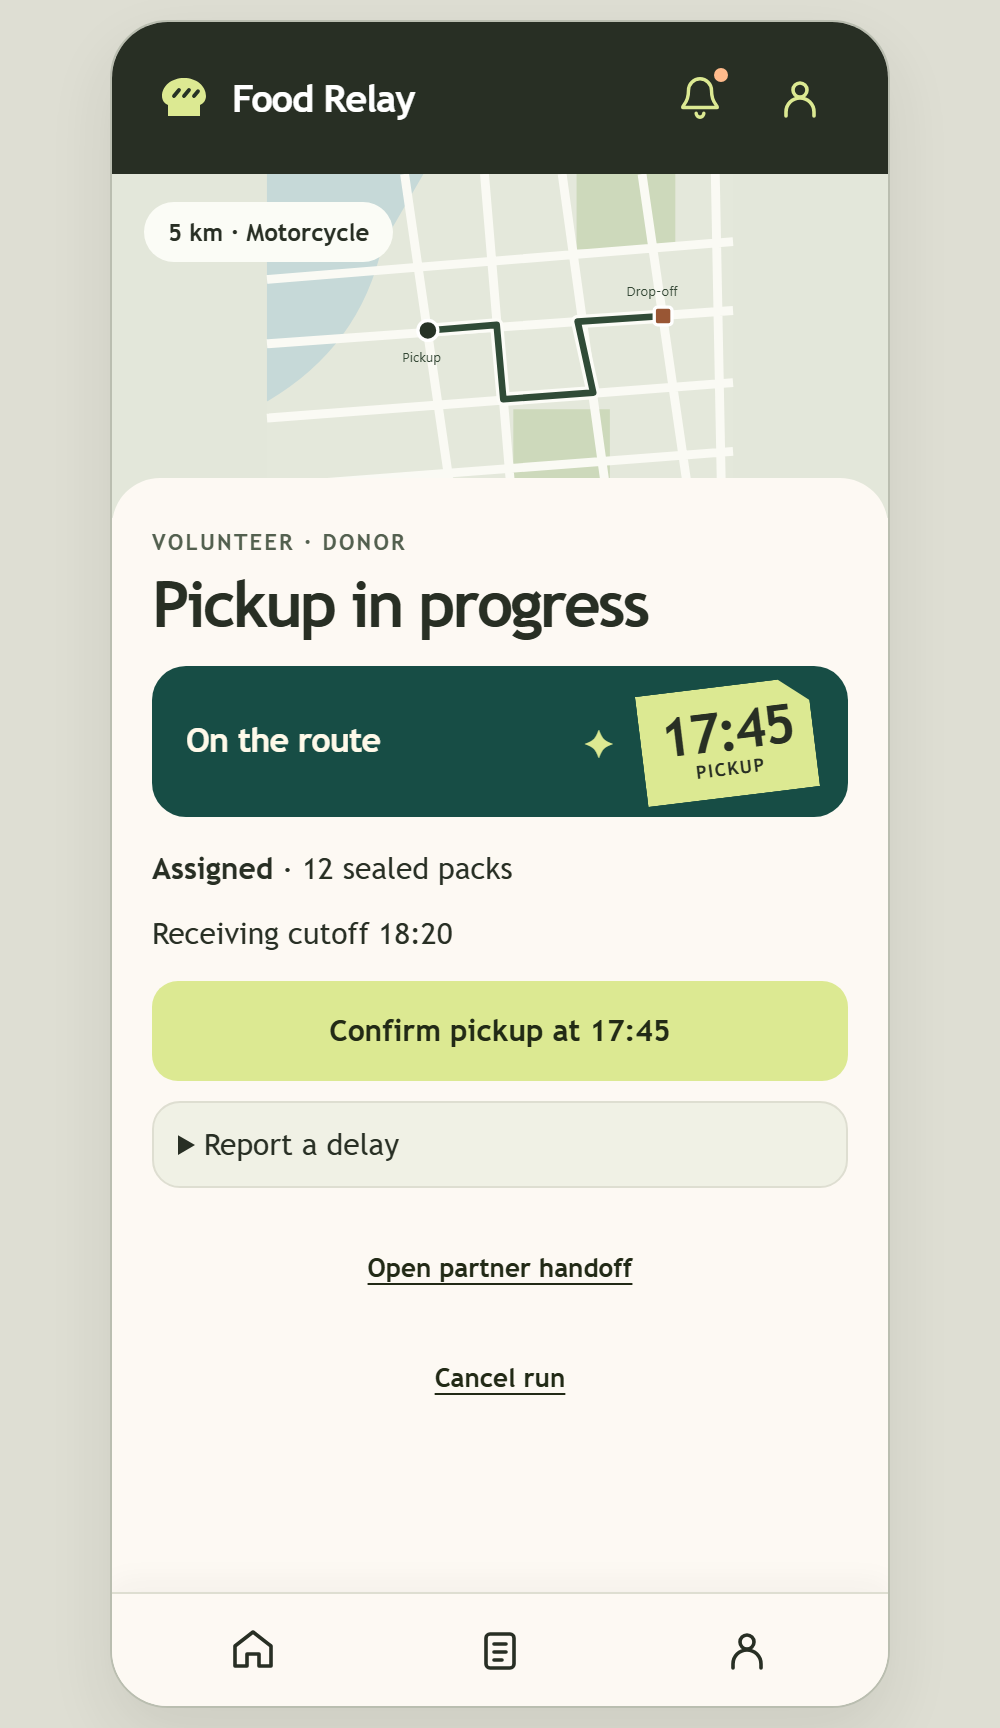 Food Relay
5 km · Motorcycle
Drop-off
Pickup
VOLUNTEER · DONOR
Pickup in progress
On the route
17:45
PICKUP
Assigned · 12 sealed packs
Receiving cutoff 18:20
Confirm pickup at 17:45
Report a delay
Open partner handoff
Cancel run